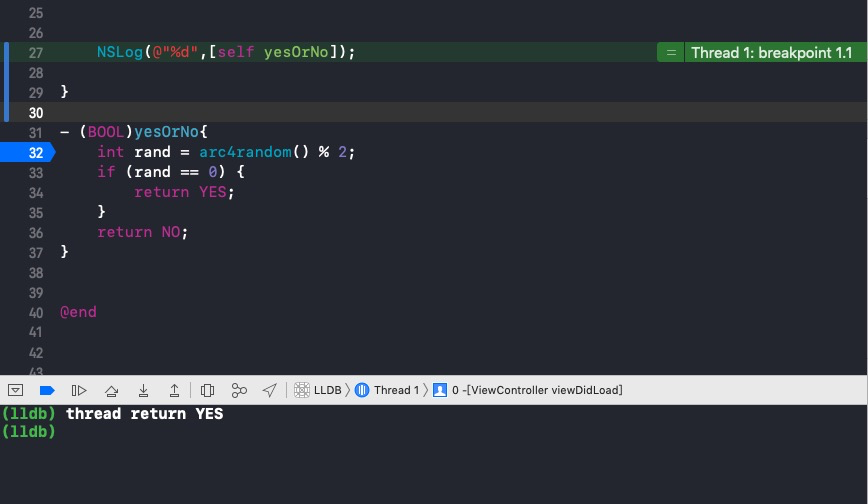 25
26
27 NSLog(@"%d",[self yesOrNo]); = Thread 1: breakpoint 1.1
28
29 }
30
31 - (BOOL)yesOrNo{
32 int rand = arc4random() % 2;
33 if (rand == 0) {
34 return YES;
35 }
36 return NO;
37 }
38
39
40 @end
41
42
43
LLDB Thread 1 0 -[ViewController viewDidLoad]
(lldb) thread return YES
(lldb)